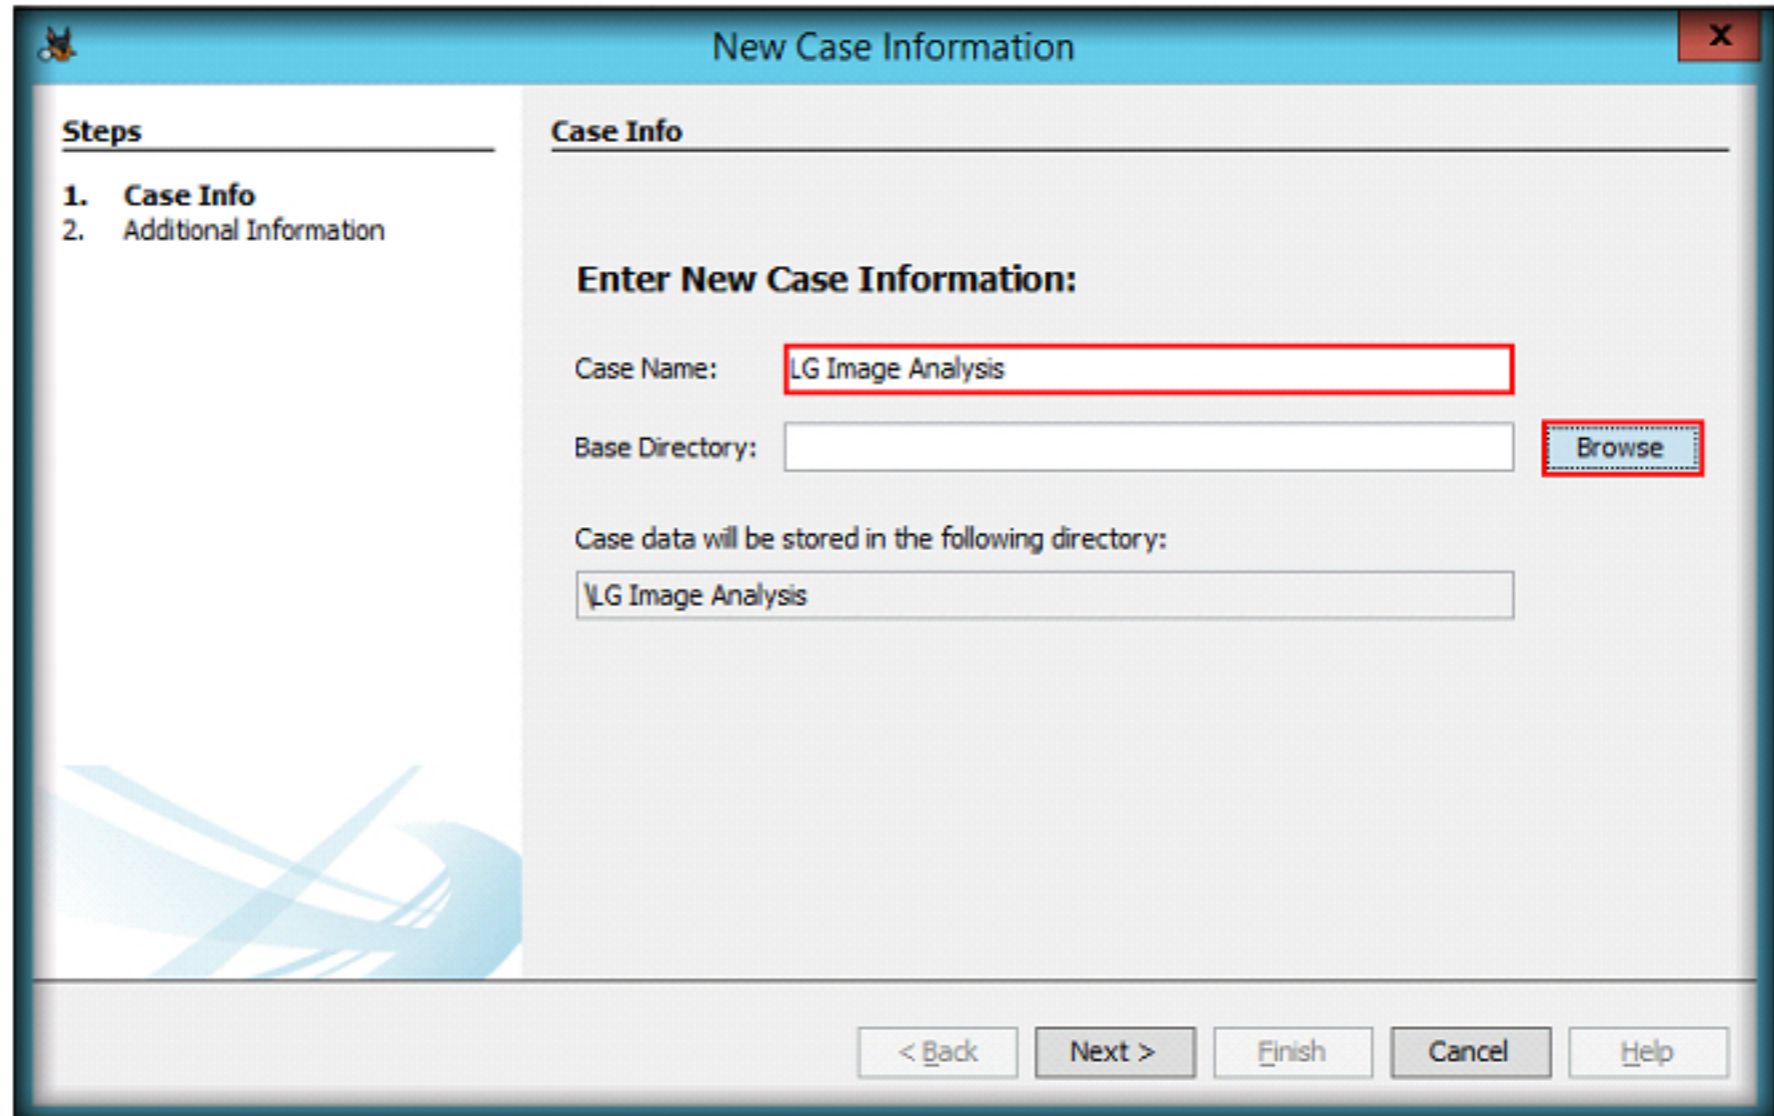 New Case Information
X
Steps
1. Case Info
2. Additional Information
Case Info
Enter New Case Information:
Case Name: LG Image Analysis
Base Directory: Browse
Case data will be stored in the following directory:
\LG Image Analysis
< Back Next > Finish Cancel Help